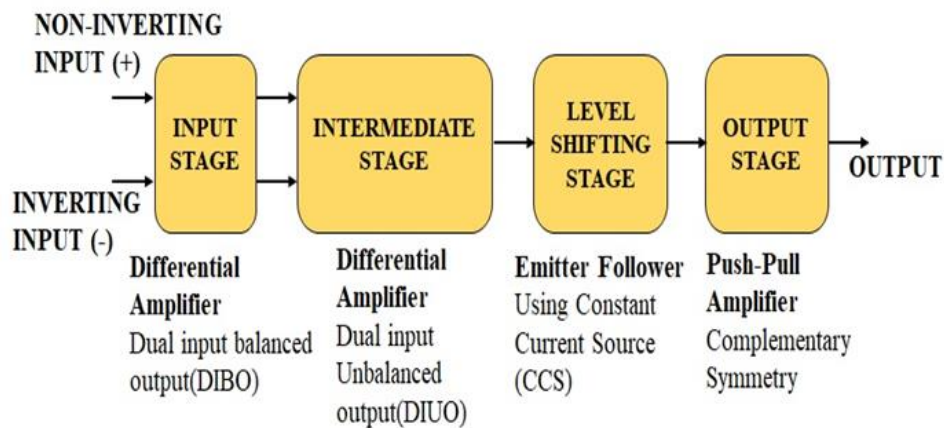 NON-INVERTING
INPUT (+)
INPUT
STAGE
INTERMEDIATE
STAGE
LEVEL
SHIFTING
STAGE
OUTPUT
STAGE
OUTPUT
INVERTING
INPUT (-)
Differential
Amplifier
Dual input balanced
output(DIBO)
Differential
Amplifier
Dual input
Unbalanced
output(DIUO)
Emitter Follower
Using Constant
Current Source
(CCS)
Push-Pull
Amplifier
Complementary
Symmetry